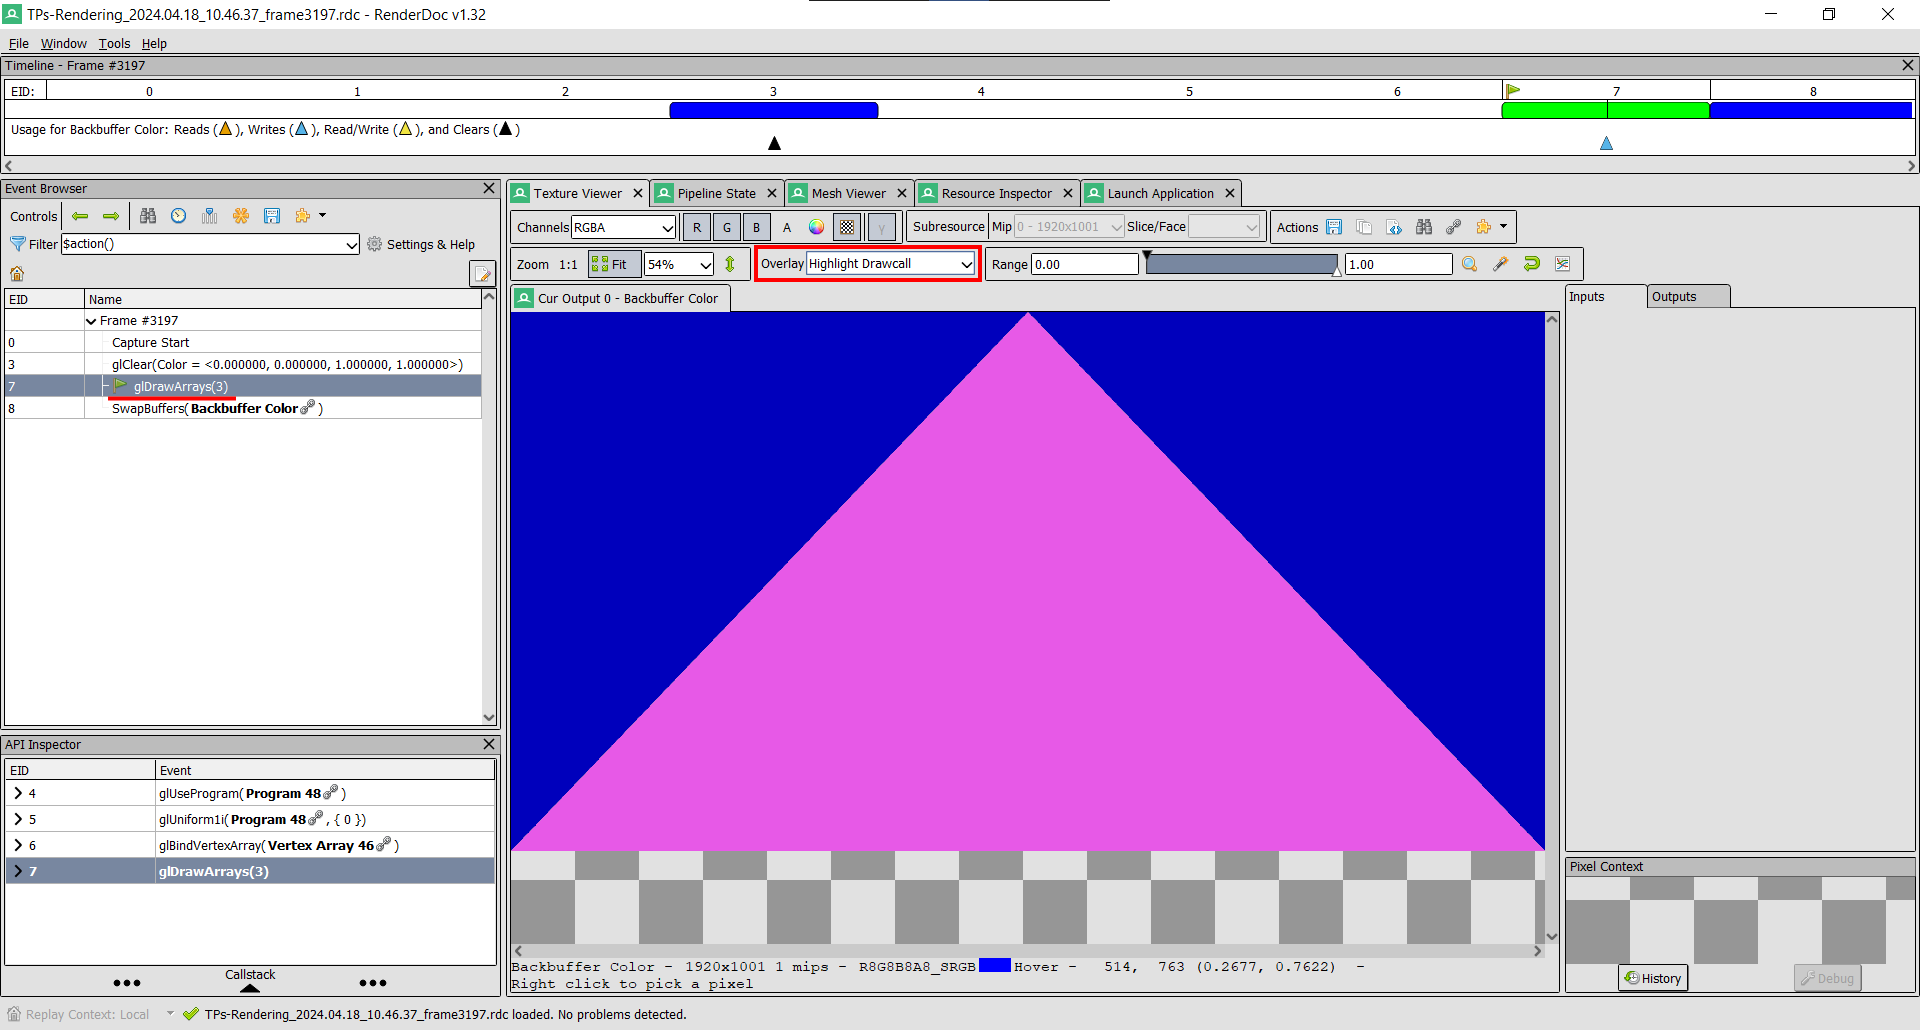 TPs-Rendering_2024.04.18_10.46.37_frame3197.rdc - RenderDoc v1.32
File Window Tools Help
Timeline - Frame #3197
EID: 0 1 2 3 4 5 6 7 8
Usage for Backbuffer Color: Reads ( ), Writes ( ), Read/Write ( ), and Clears ( )
Event Browser
Controls
Filter $action() Settings & Help
EID Name
Frame #3197
0 Capture Start
3 glClear(Color = <0.000000, 0.000000, 1.000000, 1.000000>)
7 glDrawArrays(3)
8 SwapBuffers(Backbuffer Color )
API Inspector
EID Event
4 glUseProgram(Program 48 )
5 glUniform1i(Program 48 , { 0 })
6 glBindVertexArray(Vertex Array 46 )
7 glDrawArrays(3)
Callstack
Texture Viewer Pipeline State Mesh Viewer Resource Inspector Launch Application
Channels RGBA R G B A γ Subresource Mip 0 - 1920x1001 Slice/Face Actions
Zoom 1:1 Fit 54% Overlay Highlight Drawcall Range 0.00 1.00
Cur Output 0 - Backbuffer Color
Inputs Outputs
Pixel Context
History Debug
Backbuffer Color - 1920x1001 1 mips - R8G8B8A8_SRGB Hover - 514, 763 (0.2677, 0.7622) -
Right click to pick a pixel
Replay Context: Local TPs-Rendering_2024.04.18_10.46.37_frame3197.rdc loaded. No problems detected.